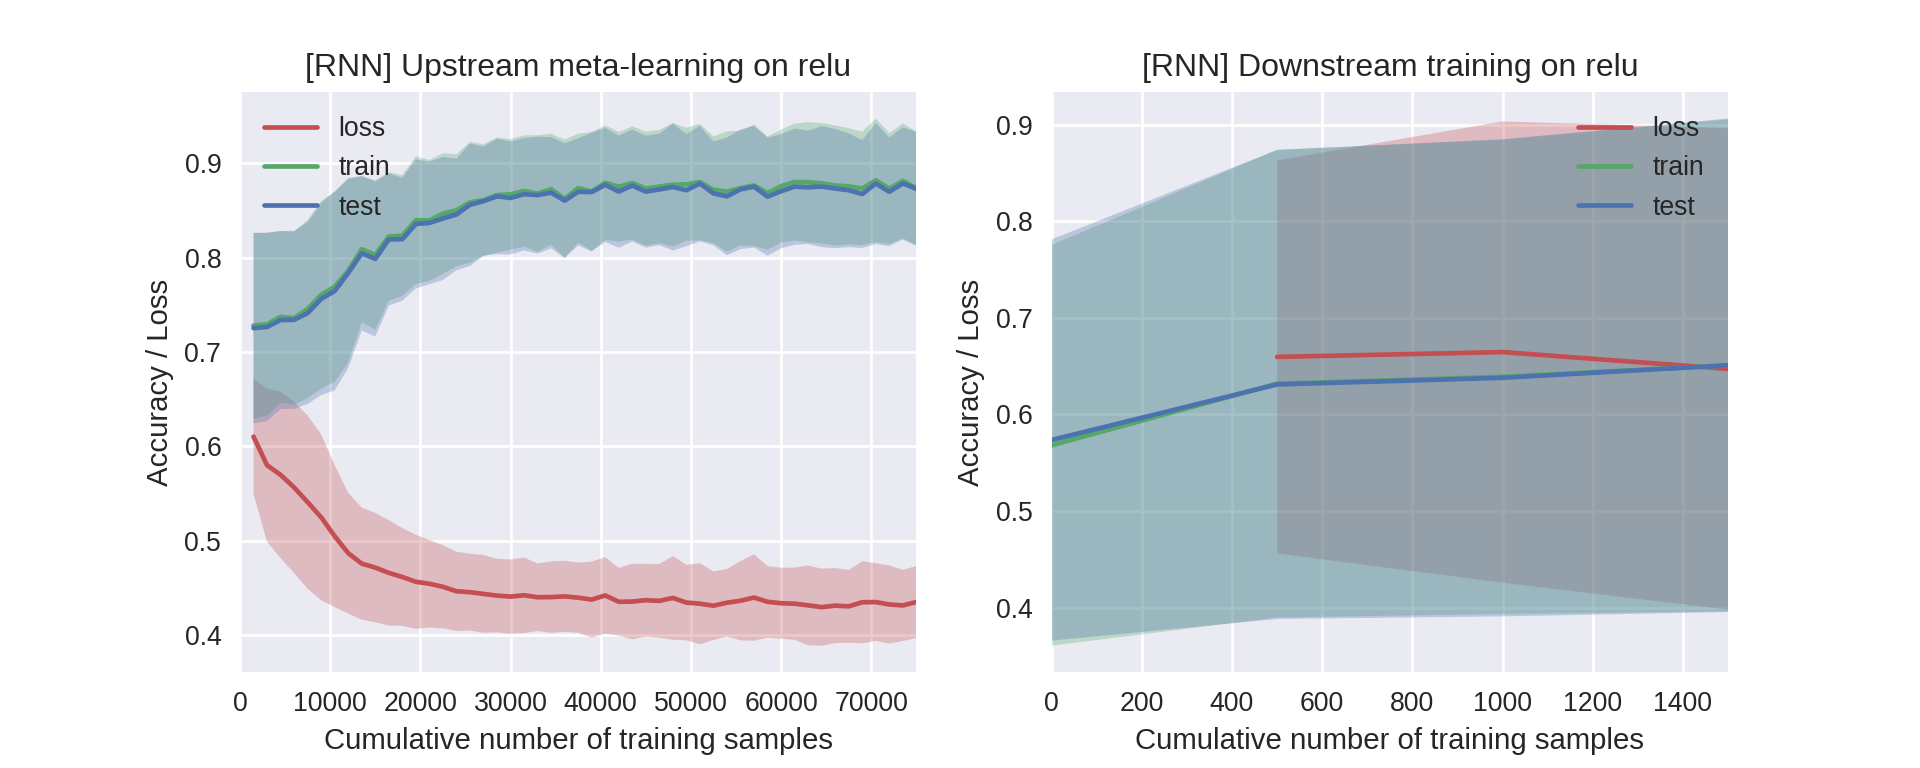 [RNN] Upstream meta-learning on relu
loss
train
test
0.9
0.8
0.7
0.6
0.5
0.4
Accuracy / Loss
0 10000 20000 30000 40000 50000 60000 70000
Cumulative number of training samples
[RNN] Downstream training on relu
loss
train
test
0.9
0.8
0.7
0.6
0.5
0.4
Accuracy / Loss
0 200 400 600 800 1000 1200 1400
Cumulative number of training samples